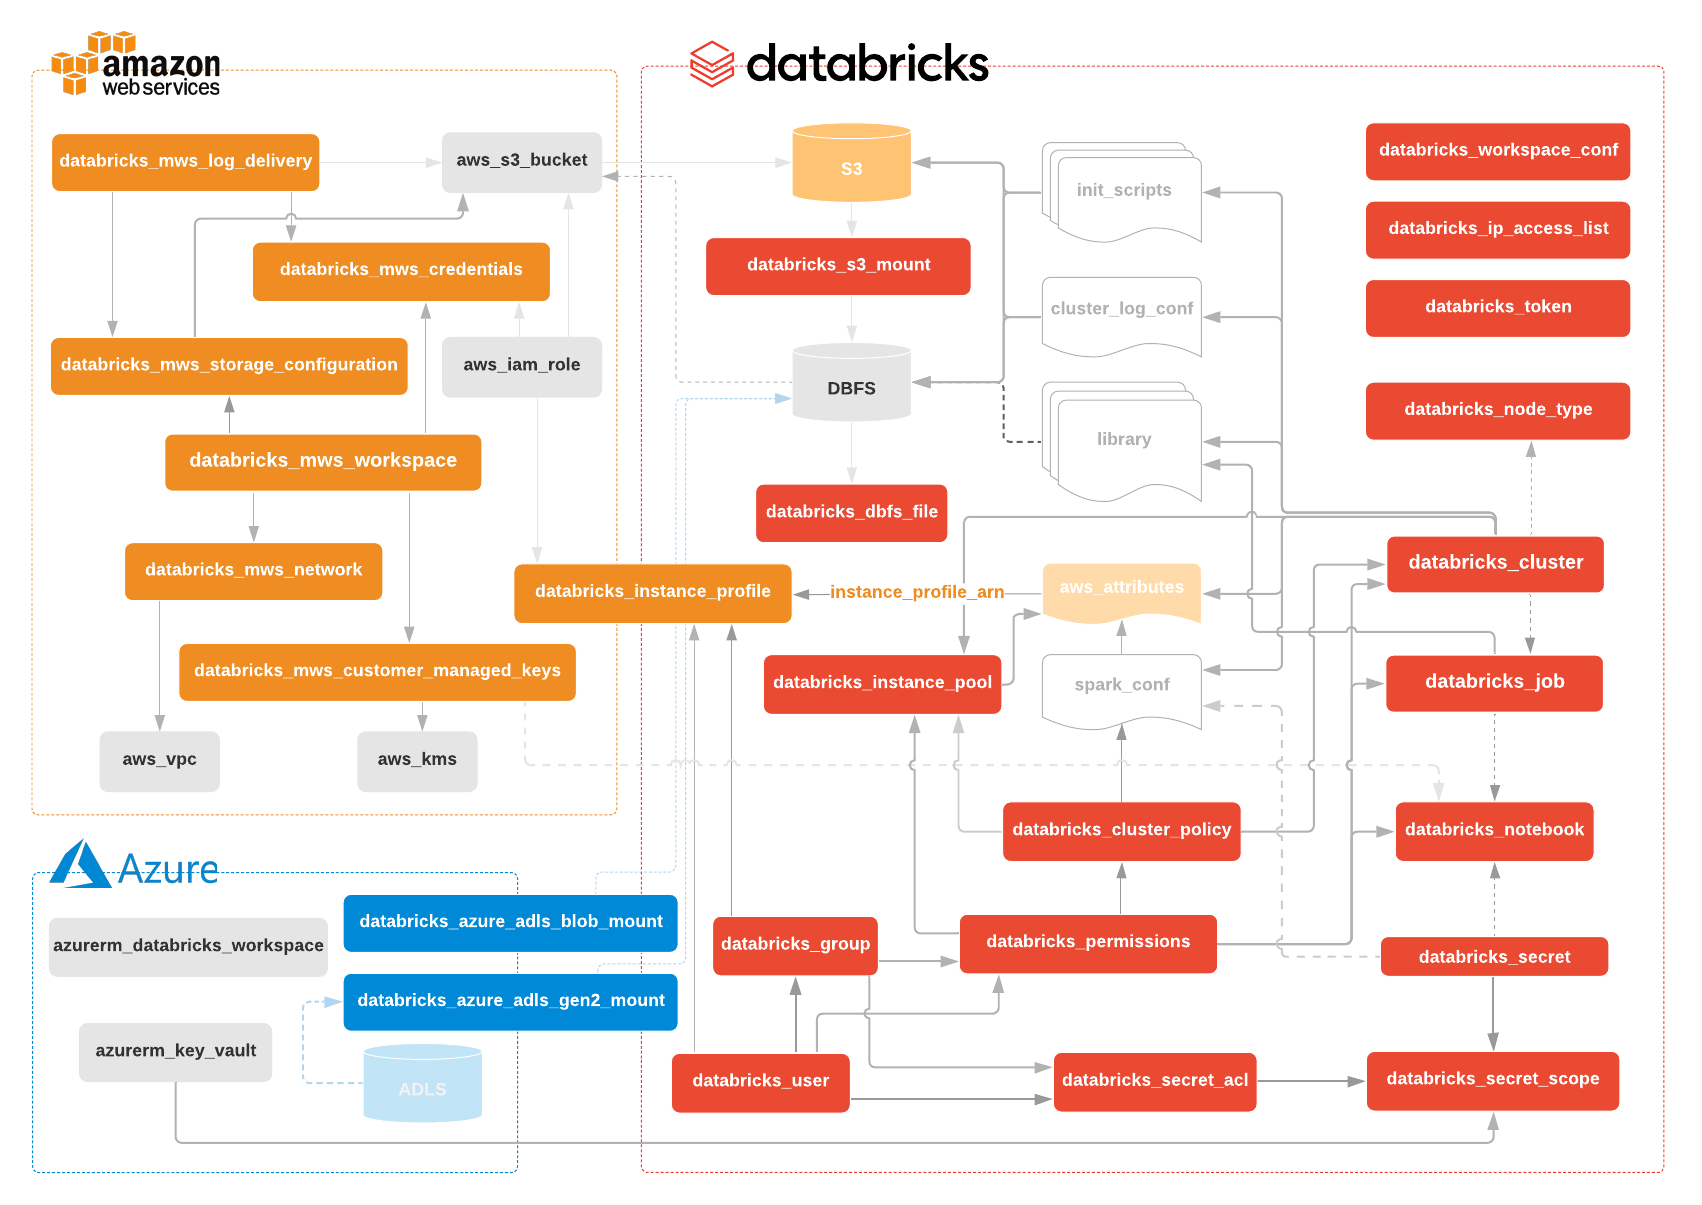 amazon
web services
databricks
databricks_mws_log_delivery
aws_s3_bucket
S3
init_scripts
databricks_workspace_conf
databricks_ip_access_list
databricks_mws_credentials
databricks_s3_mount
cluster_log_conf
databricks_token
databricks_mws_storage_configuration
aws_iam_role
DBFS
databricks_node_type
databricks_mws_workspace
library
databricks_dbfs_file
databricks_mws_network
databricks_cluster
databricks_instance_profile
instance_profile_arn
aws_attributes
databricks_mws_customer_managed_keys
databricks_instance_pool
spark_conf
databricks_job
aws_vpc
aws_kms
databricks_cluster_policy
databricks_notebook
Azure
databricks_azure_adls_blob_mount
azurerm_databricks_workspace
databricks_group
databricks_permissions
databricks_secret
databricks_azure_adls_gen2_mount
azurerm_key_vault
ADLS
databricks_user
databricks_secret_acl
databricks_secret_scope